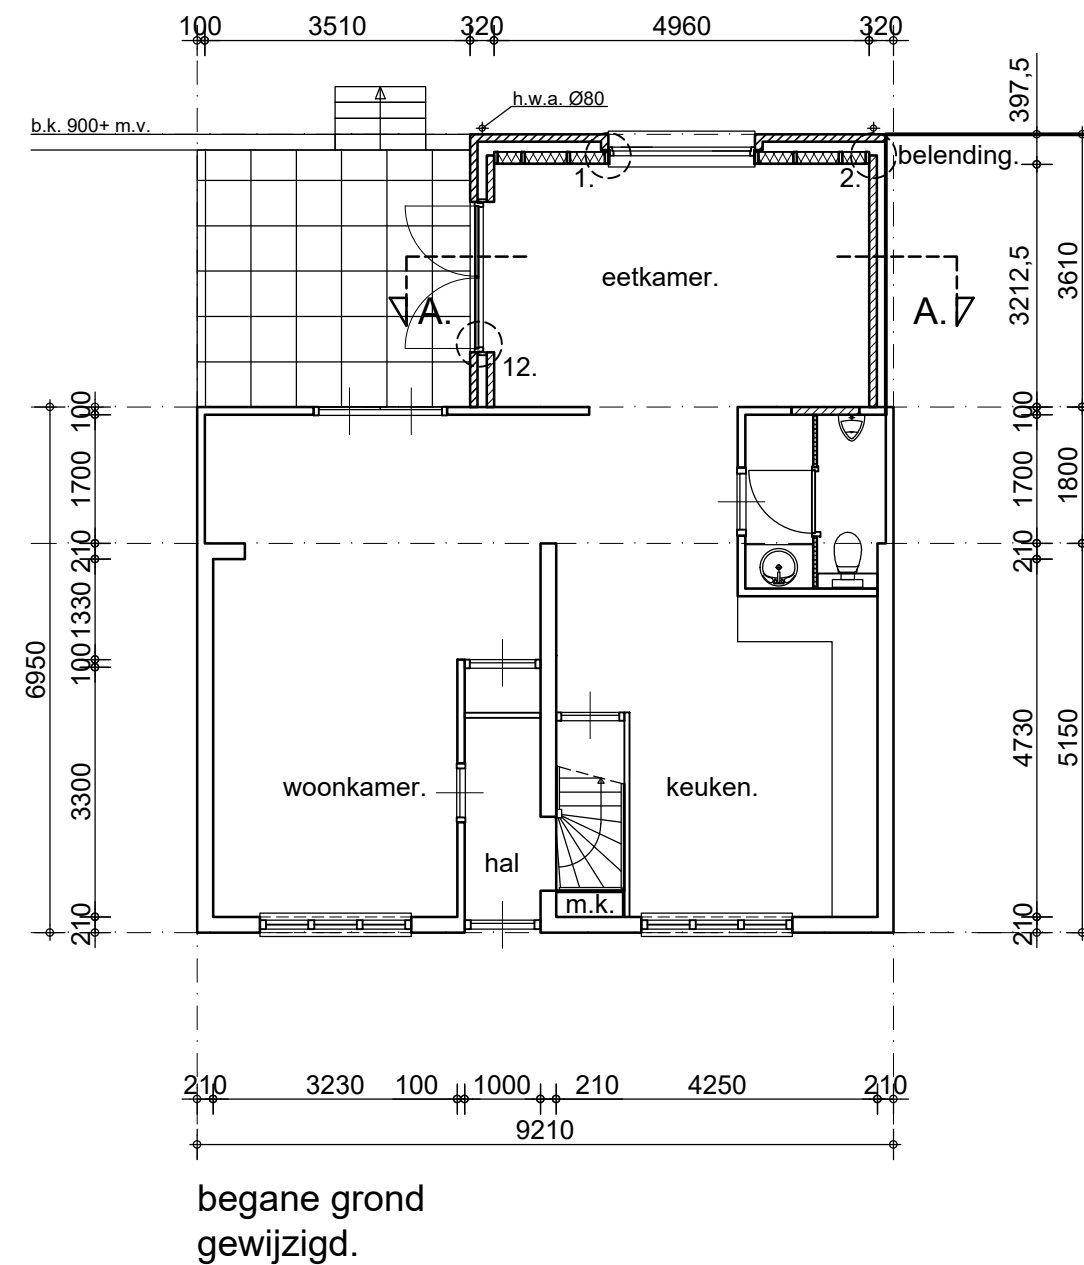 100 3510 320 4960 320
397,5
h.w.a. Ø80
b.k. 900+ m.v.
belending.
1. 2.
eetkamer.
3212,5 3610
A. A.
12.
100 100
1700 1700 1800
210 210
1330
100
6950
4730 5150
3300
woonkamer. keuken.
hal
m.k.
210 210
210 3230 100 1000 210 4250 210
9210
begane grond
gewijzigd.